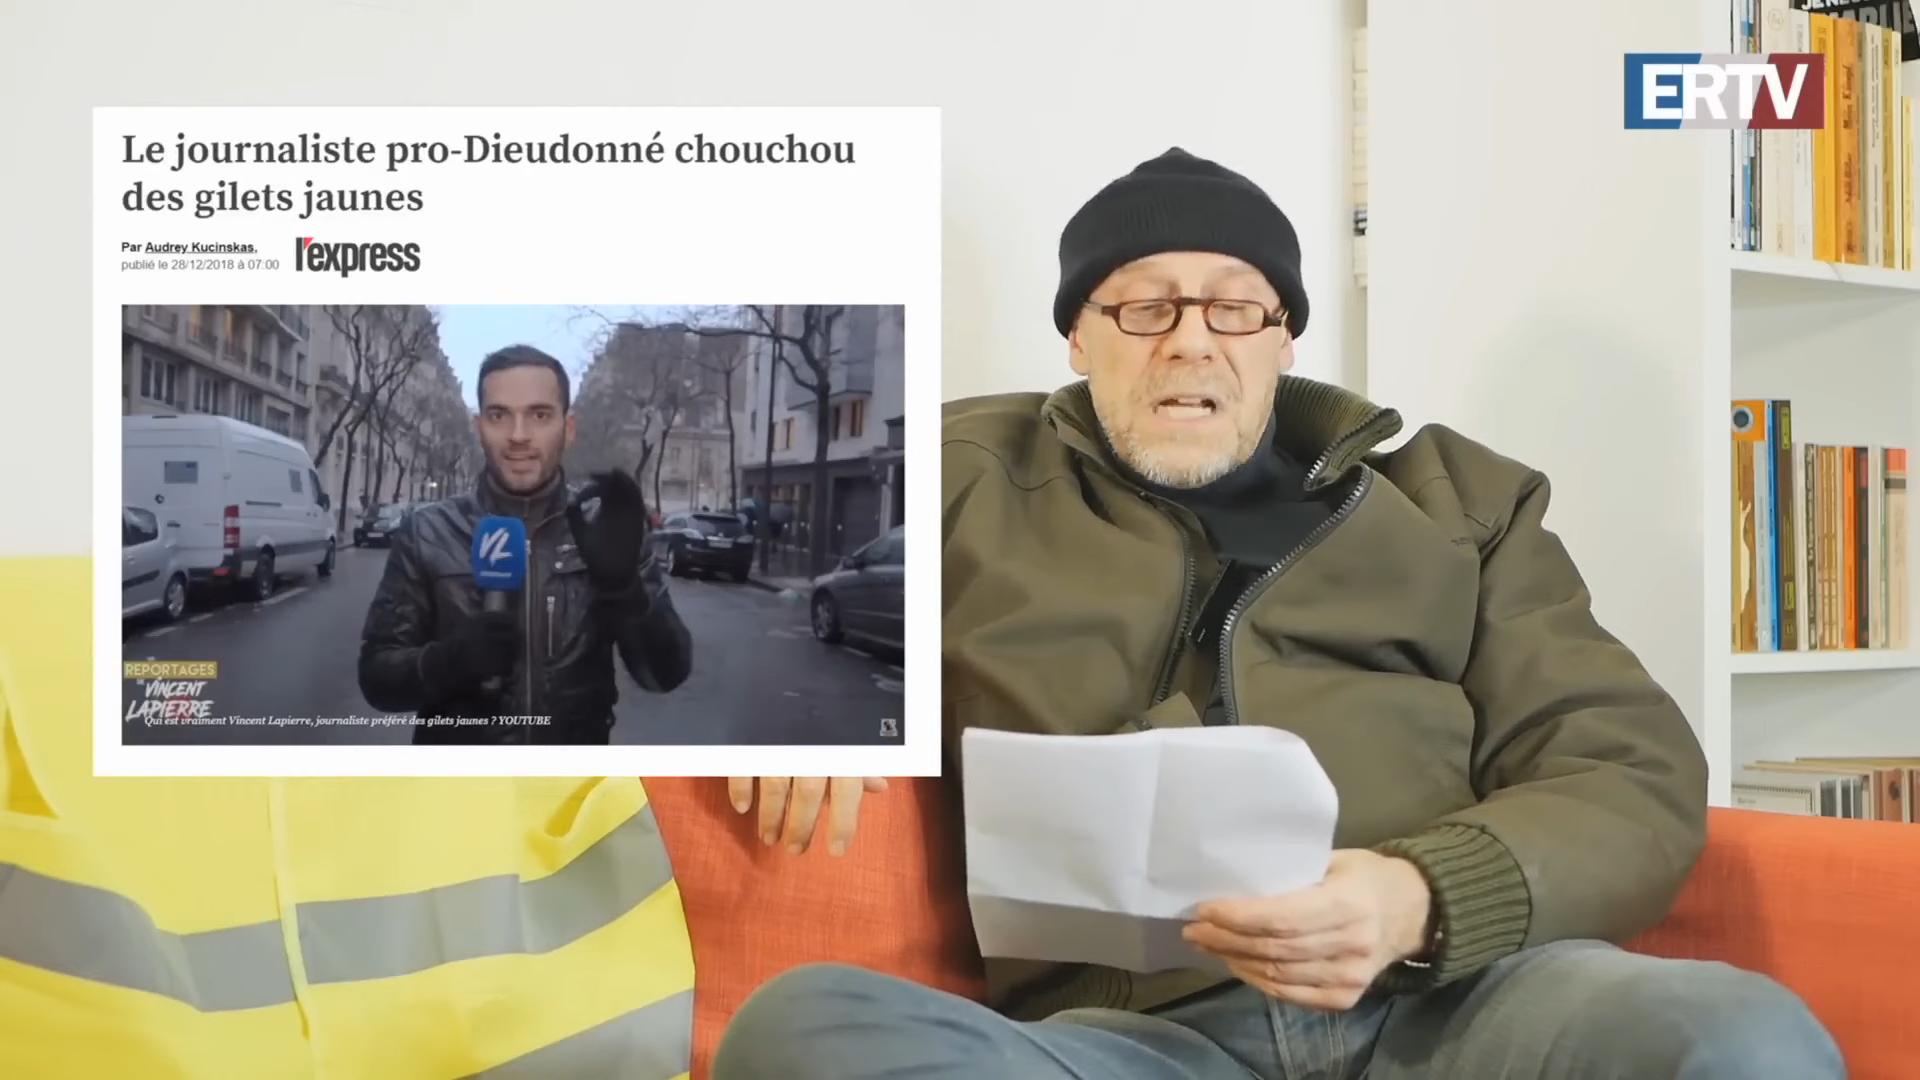 Le journaliste pro-Dieudonné chouchou
des gilets jaunes
Par Audrey Kucinskas,
publié le 28/12/2018 à 07:00
l'express
VL
REPORTAGES
DE
VINCENT
LAPIERRE
Qui est vraiment Vincent Lapierre, journaliste préféré des gilets jaunes ? YOUTUBE
ERTV